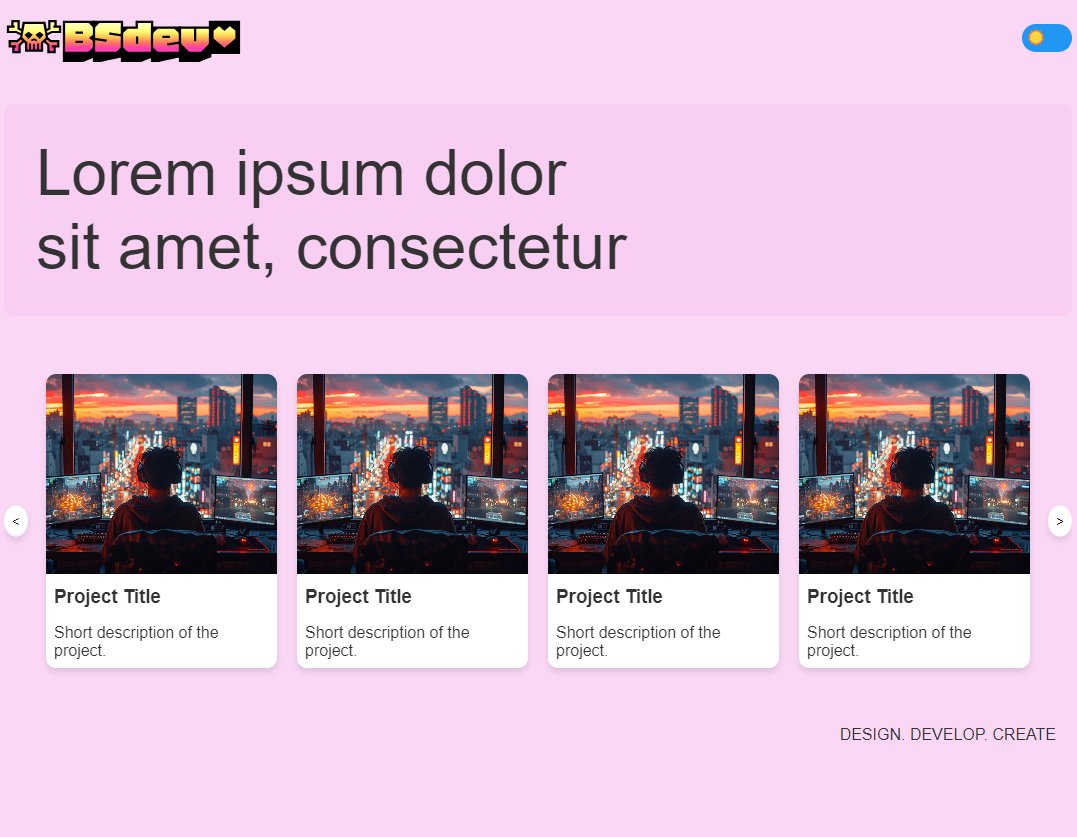 BSdev
Lorem ipsum dolor
sit amet, consectetur
<
>
Project Title
Short description of the
project.
Project Title
Short description of the
project.
Project Title
Short description of the
project.
Project Title
Short description of the
project.
DESIGN. DEVELOP. CREATE